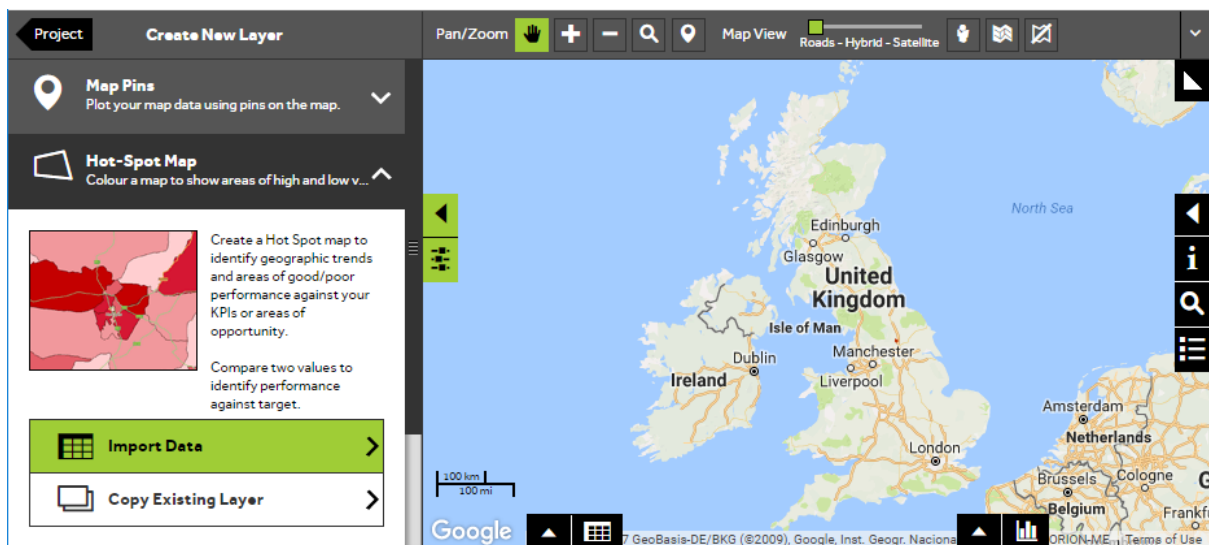 Project
Create New Layer
Pan/Zoom
Map View
Roads - Hybrid - Satellite
Map Pins
Plot your map data using pins on the map.
Hot-Spot Map
Colour a map to show areas of high and low v...
Create a Hot Spot map to
identify geographic trends
and areas of good/poor
performance against your
KPIs or areas of
opportunity.
Compare two values to
identify performance
against target.
Import Data
Copy Existing Layer
North Sea
Edinburgh
Glasgow
United
Kingdom
Isle of Man
Dublin
Ireland
Manchester
Liverpool
London
Amsterdam
Netherlands
Brussels
Cologne
Belgium
G
Frankfu
100 km
100 mi
Google
7 GeoBasis-DE/BKG (©2009), Google, Inst. Geogr. Naciona
ORION-ME
Terms of Use